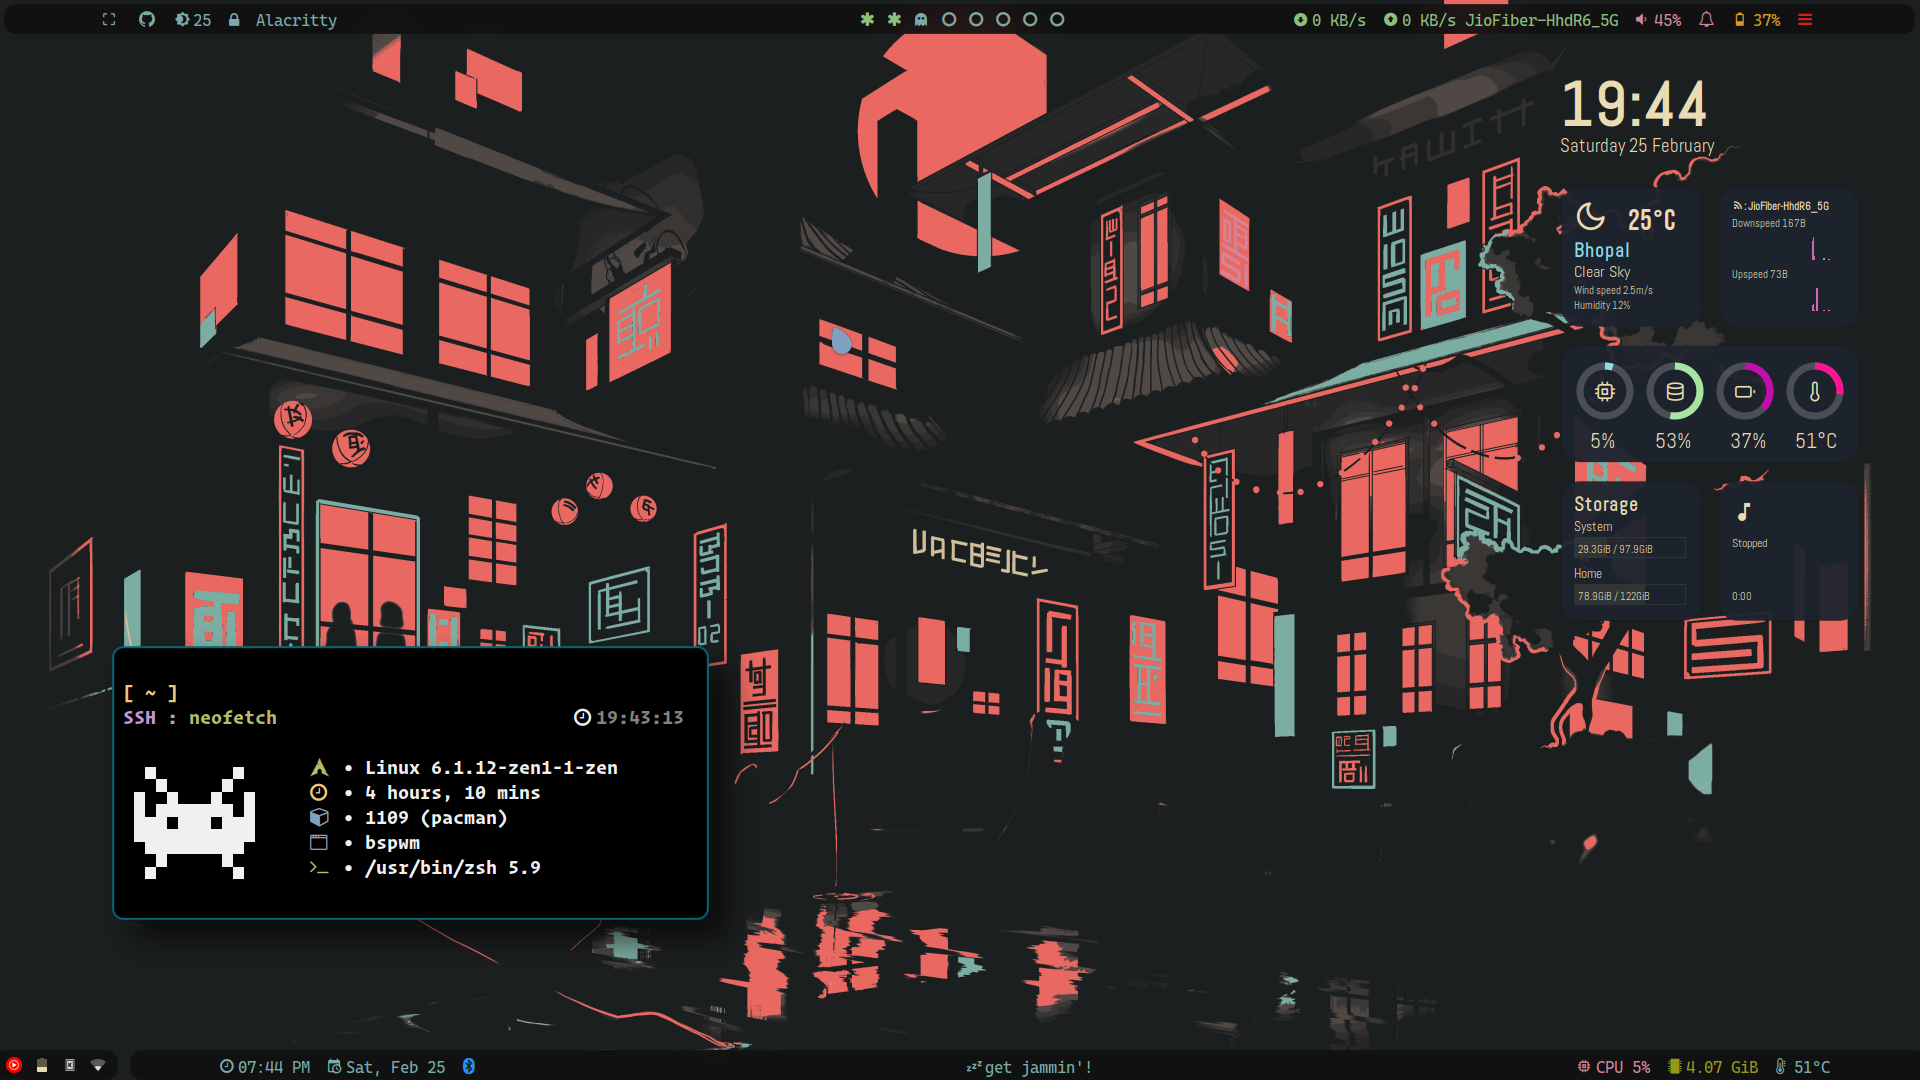 25 Alacritty
0 KB/s 0 KB/s JioFiber-HhdR6_5G 45% 37%
19:44
Saturday 25 February
25°C
Bhopal
Clear Sky
Wind speed 2.5m/s
Humidity 12%
:JioFiber-HhdR6_5G
Downspeed 167B
Upspeed 73B
5% 53% 37% 51°C
Storage
System
29.3GiB / 97.9GiB
Home
78.9GiB / 122GiB
Stopped
0:00
[ ~ ]
SSH : neofetch 19:43:13
• Linux 6.1.12-zen1-1-zen
• 4 hours, 10 mins
• 1109 (pacman)
• bspwm
• /usr/bin/zsh 5.9
07:44 PM Sat, Feb 25
zzz get jammin'!
CPU 5% 4.07 GiB 51°C